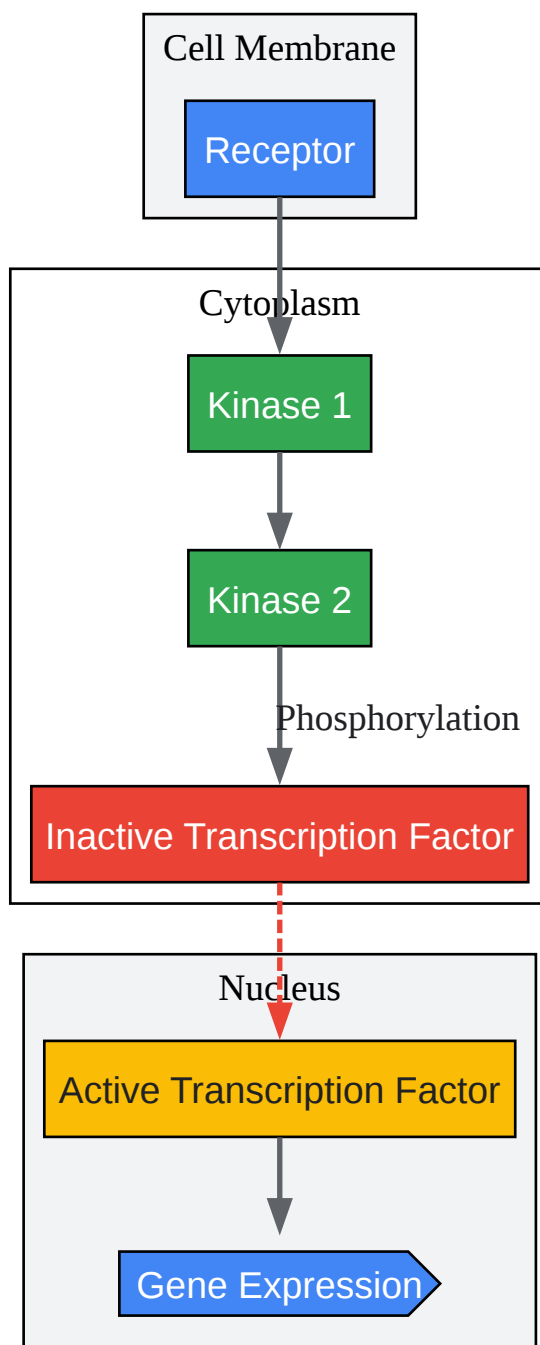 Cell Membrane
Receptor
Cytoplasm
Kinase 1
Kinase 2
Phosphorylation
Inactive Transcription Factor
Nucleus
Active Transcription Factor
Gene Expression